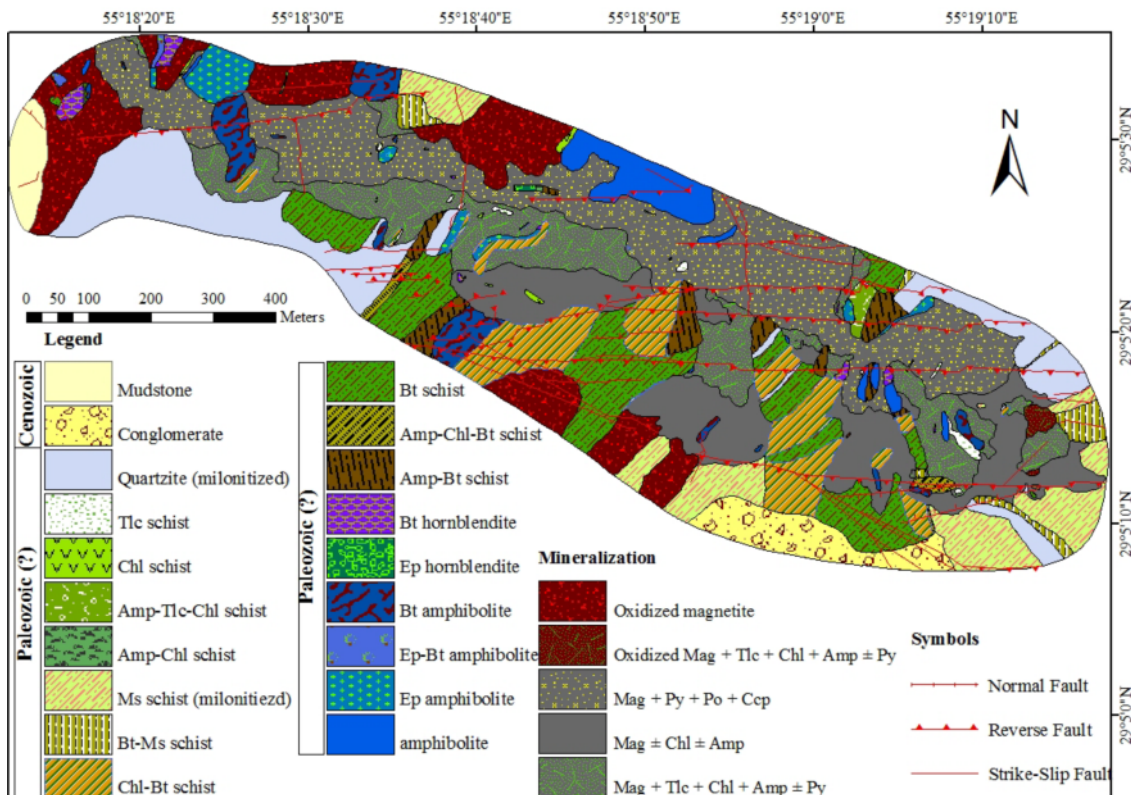 55°18'20"E 55°18'30"E 55°18'40"E 55°18'50"E 55°19'0"E 55°19'10"E
N
29°5'30"N
29°5'20"N
29°5'10"N
29°5'0"N
0 50 100 200 300 400
Meters
Legend
Cenozoic
Mudstone
Conglomerate
Paleozoic (?)
Quartzite (milonitized)
Tlc schist
Chl schist
Amp-Tlc-Chl schist
Amp-Chl schist
Ms schist (milonitiezd)
Bt-Ms schist
Chl-Bt schist
Paleozoic (?)
Bt schist
Amp-Chl-Bt schist
Amp-Bt schist
Bt hornblendite
Ep hornblendite
Bt amphibolite
Ep-Bt amphibolite
Ep amphibolite
amphibolite
Mineralization
Oxidized magnetite
Oxidized Mag + Tlc + Chl + Amp ± Py
Mag + Py + Po + Ccp
Mag ± Chl ± Amp
Mag + Tlc + Chl + Amp ± Py
Symbols
Normal Fault
Reverse Fault
Strike-Slip Fault